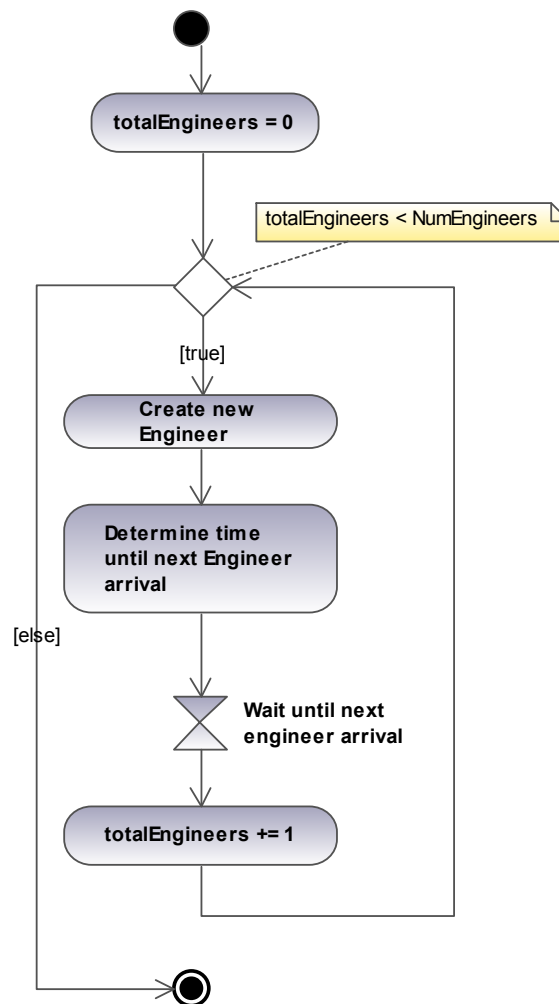 totalEngineers = 0
totalEngineers < NumEngineers
[true]
Create new
Engineer
Determine time
until next Engineer
arrival
[else]
Wait until next
engineer arrival
totalEngineers += 1